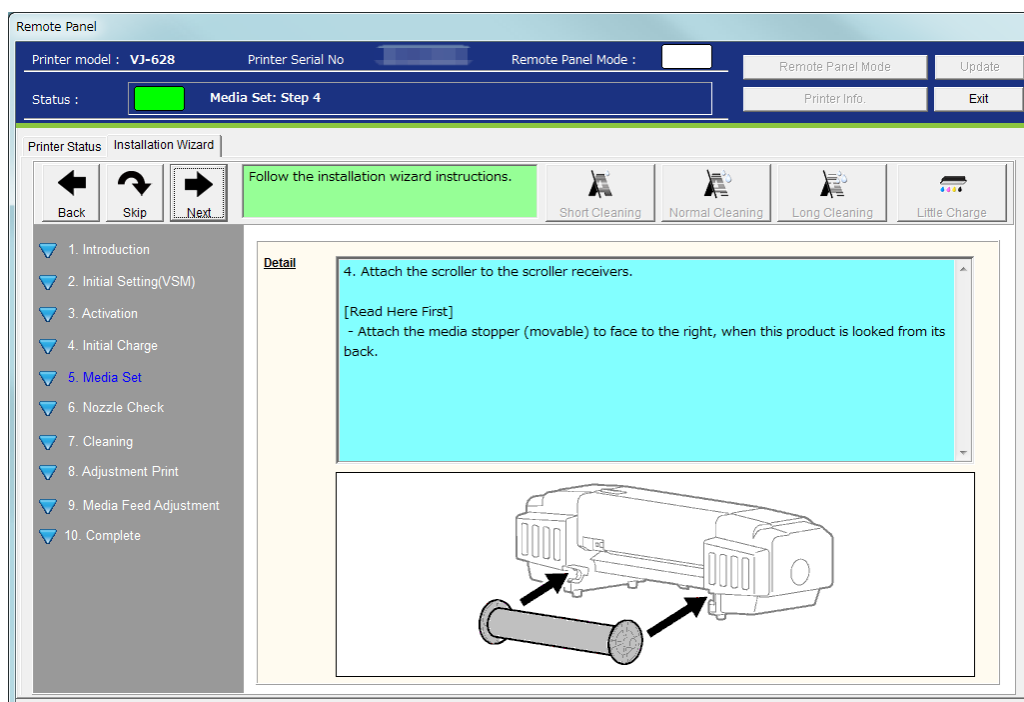 Remote Panel
Printer model : VJ-628 Printer Serial No Remote Panel Mode :
Remote Panel Mode Update
Status : Media Set: Step 4
Printer Info. Exit
Printer Status Installation Wizard
Back Skip Next
Follow the installation wizard instructions.
Short Cleaning Normal Cleaning Long Cleaning Little Charge
1. Introduction
2. Initial Setting(VSM)
3. Activation
4. Initial Charge
5. Media Set
6. Nozzle Check
7. Cleaning
8. Adjustment Print
9. Media Feed Adjustment
10. Complete
Detail
4. Attach the scroller to the scroller receivers.
[Read Here First]
- Attach the media stopper (movable) to face to the right, when this product is looked from its
back.